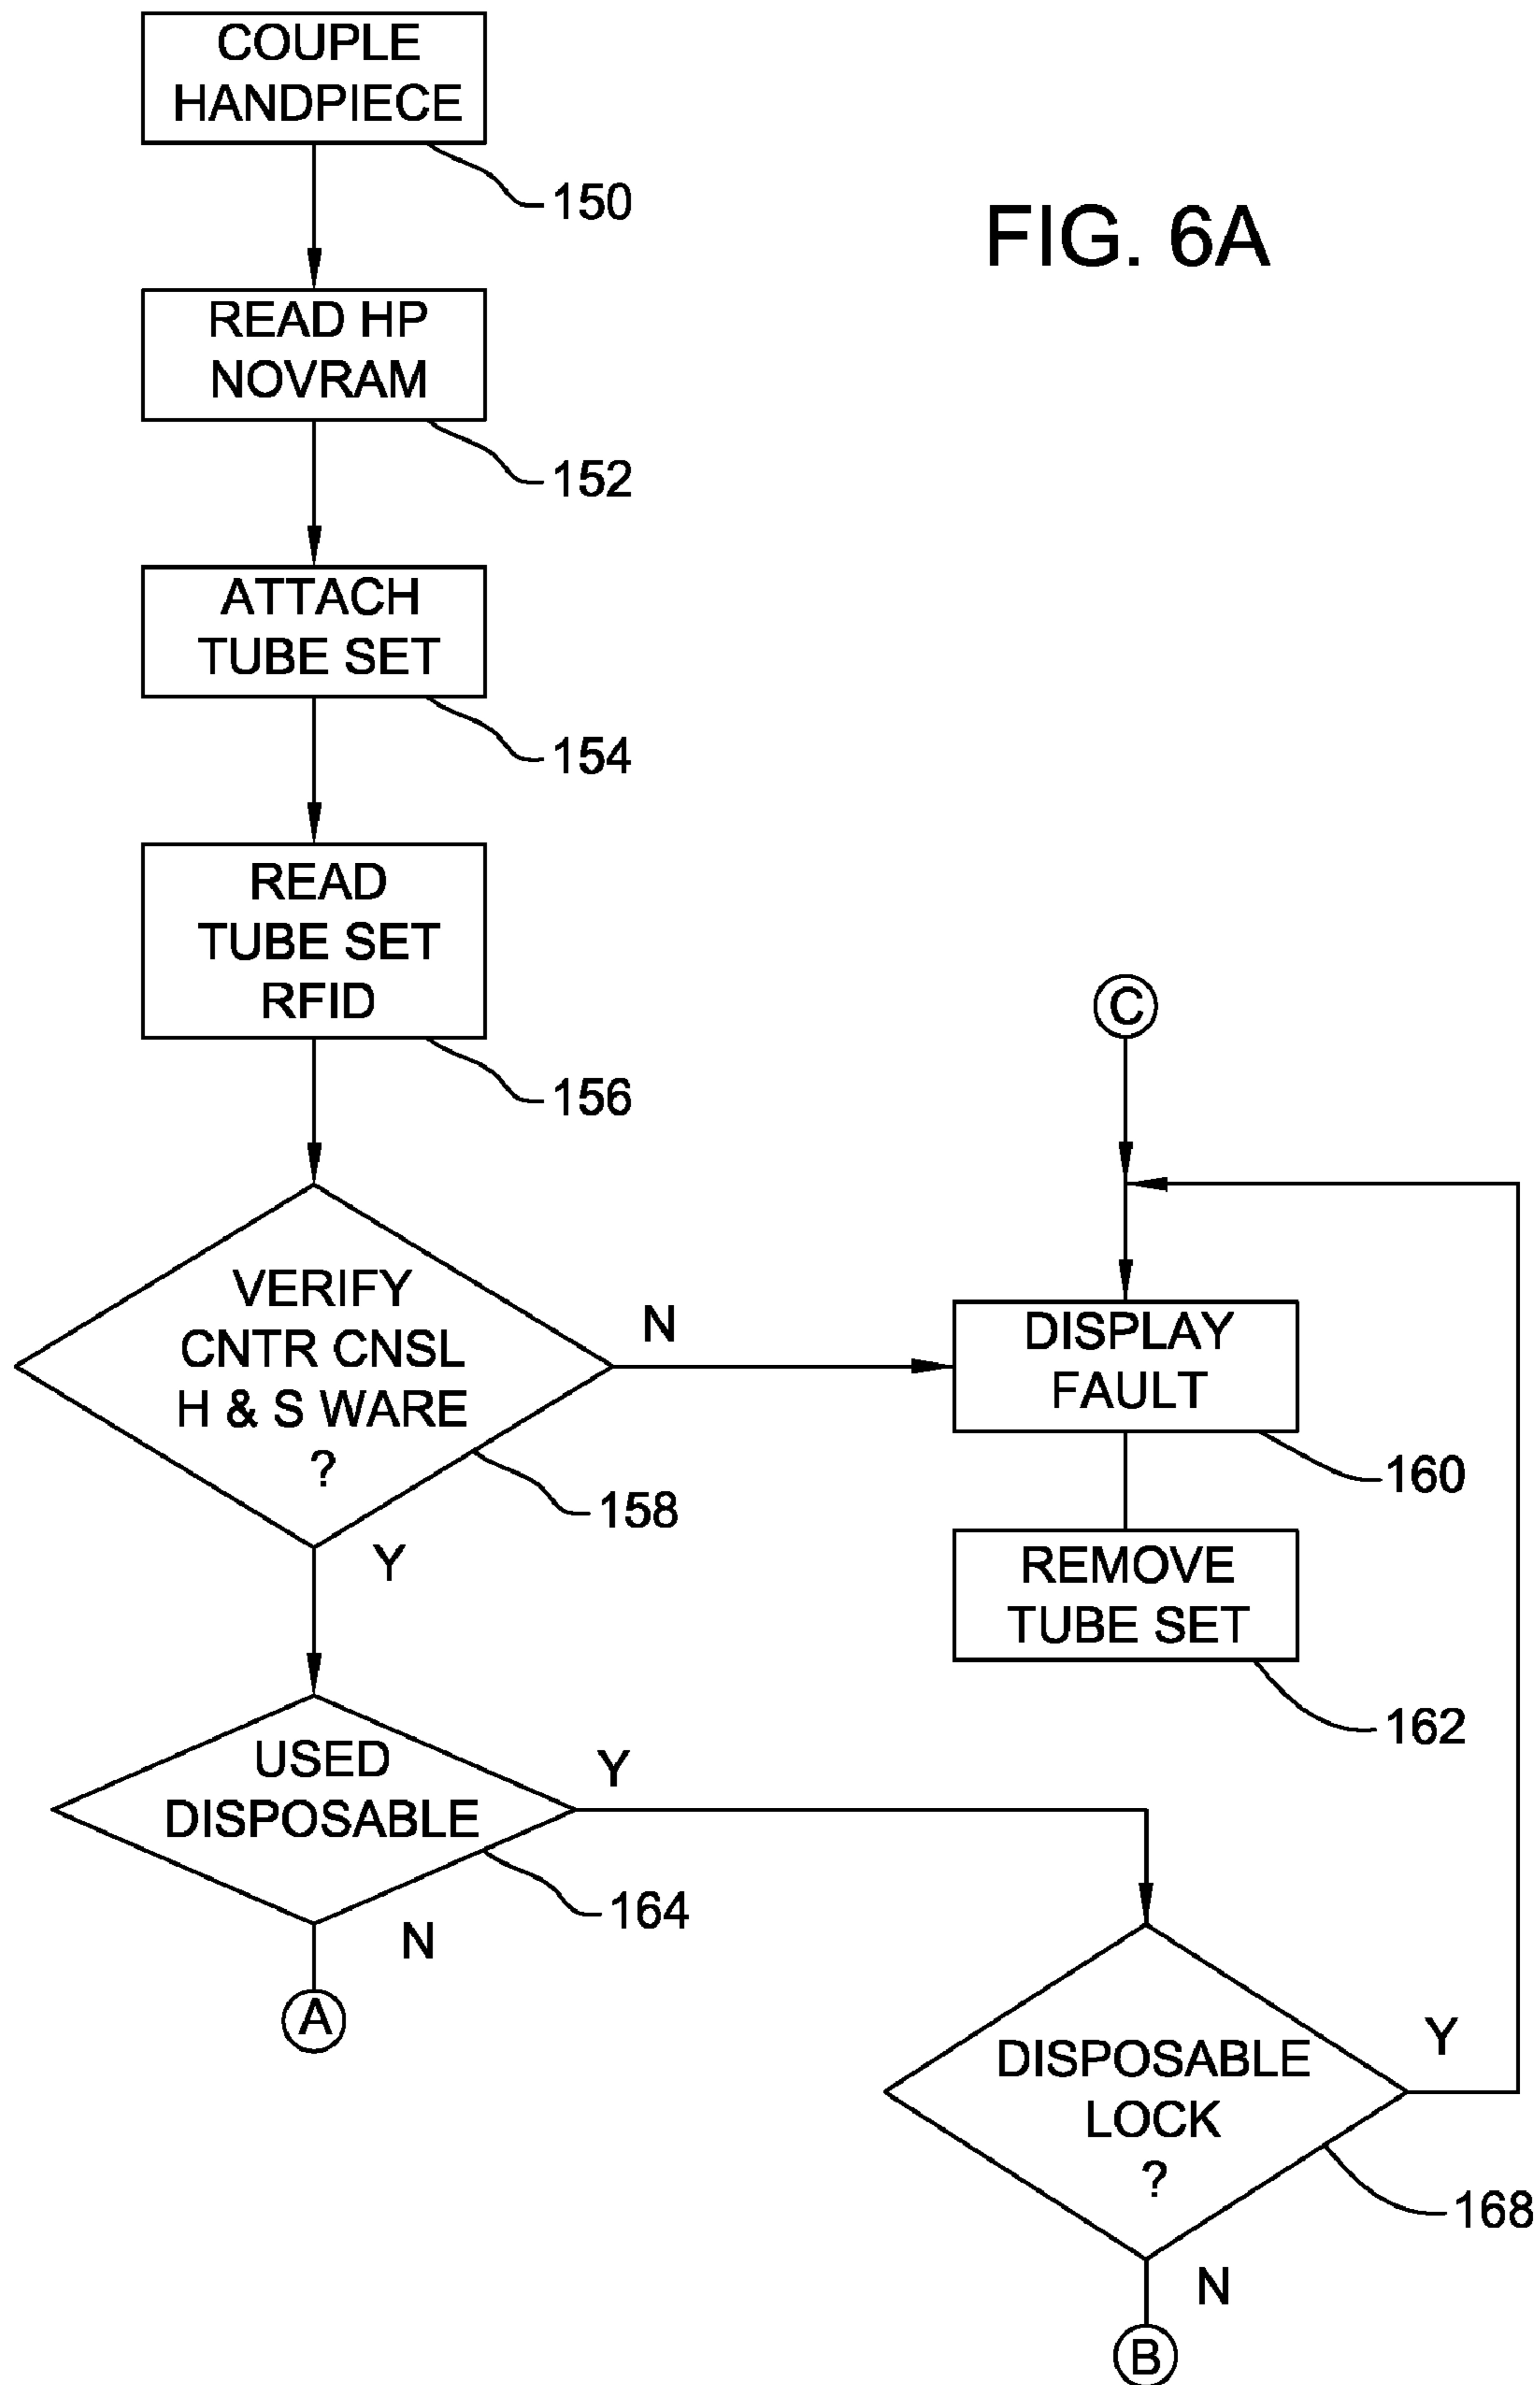 COUPLE
HANDPIECE
150
FIG. 6A
READ HP
NOVRAM
152
ATTACH
TUBE SET
154
READ
TUBE SET
RFID
156
C
VERIFY
CNTR CNSL
H & S WARE
?
158
N
Y
DISPLAY
FAULT
160
REMOVE
TUBE SET
162
USED
DISPOSABLE
164
Y
N
A
DISPOSABLE
LOCK
?
168
Y
N
B